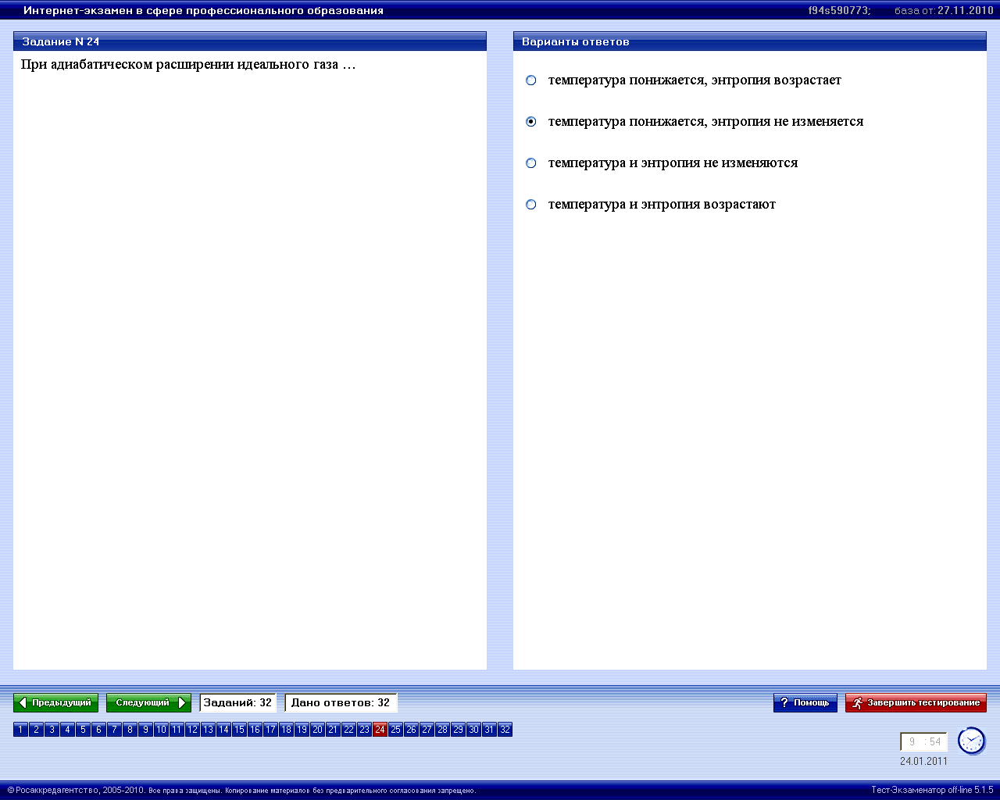 Интернет-экзамен в сфере профессионального образования
f94s590773; база от: 27.11.2010
Задание N 24
При адиабатическом расширении идеального газа …
Варианты ответов
температура понижается, энтропия возрастает
температура понижается, энтропия не изменяется
температура и энтропия не изменяются
температура и энтропия возрастают
Предыдущий Следующий Заданий: 32 Дано ответов: 32 ? Помощь Завершить тестирование
1 2 3 4 5 6 7 8 9 10 11 12 13 14 15 16 17 18 19 20 21 22 23 24 25 26 27 28 29 30 31 32
9 : 54
24.01.2011
© Росаккредагентство, 2005-2010. Все права защищены. Копирование материалов без предварительного согласования запрещено.
Тест-Экзаменатор off-line 5.1.5